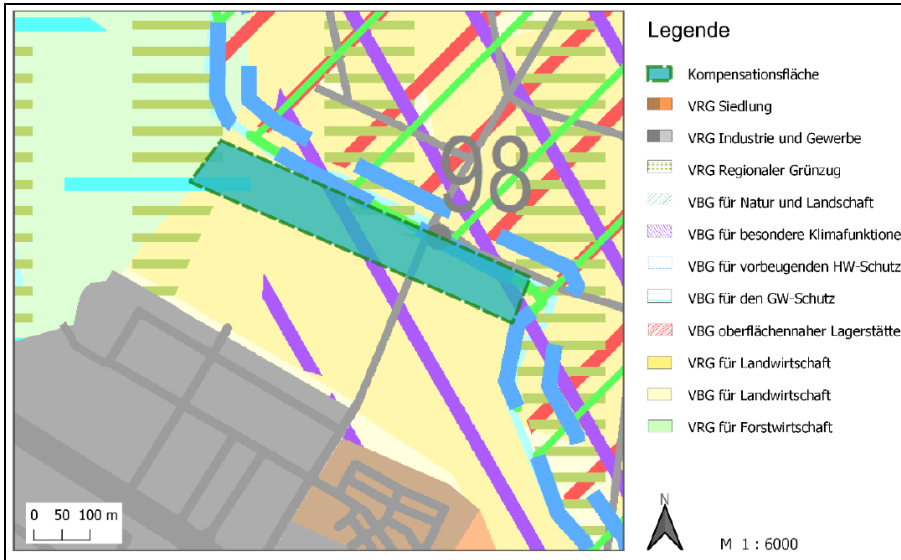 98
0 50 100 m
Legende
Kompensationsfläche
VRG Siedlung
VRG Industrie und Gewerbe
VRG Regionaler Grünzug
VBG für Natur und Landschaft
VBG für besondere Klimafunktione
VBG für vorbeugenden HW-Schutz
VBG für den GW-Schutz
VBG oberflächennaher Lagerstätte
VRG für Landwirtschaft
VBG für Landwirtschaft
VRG für Forstwirtschaft
N
M 1 : 6000